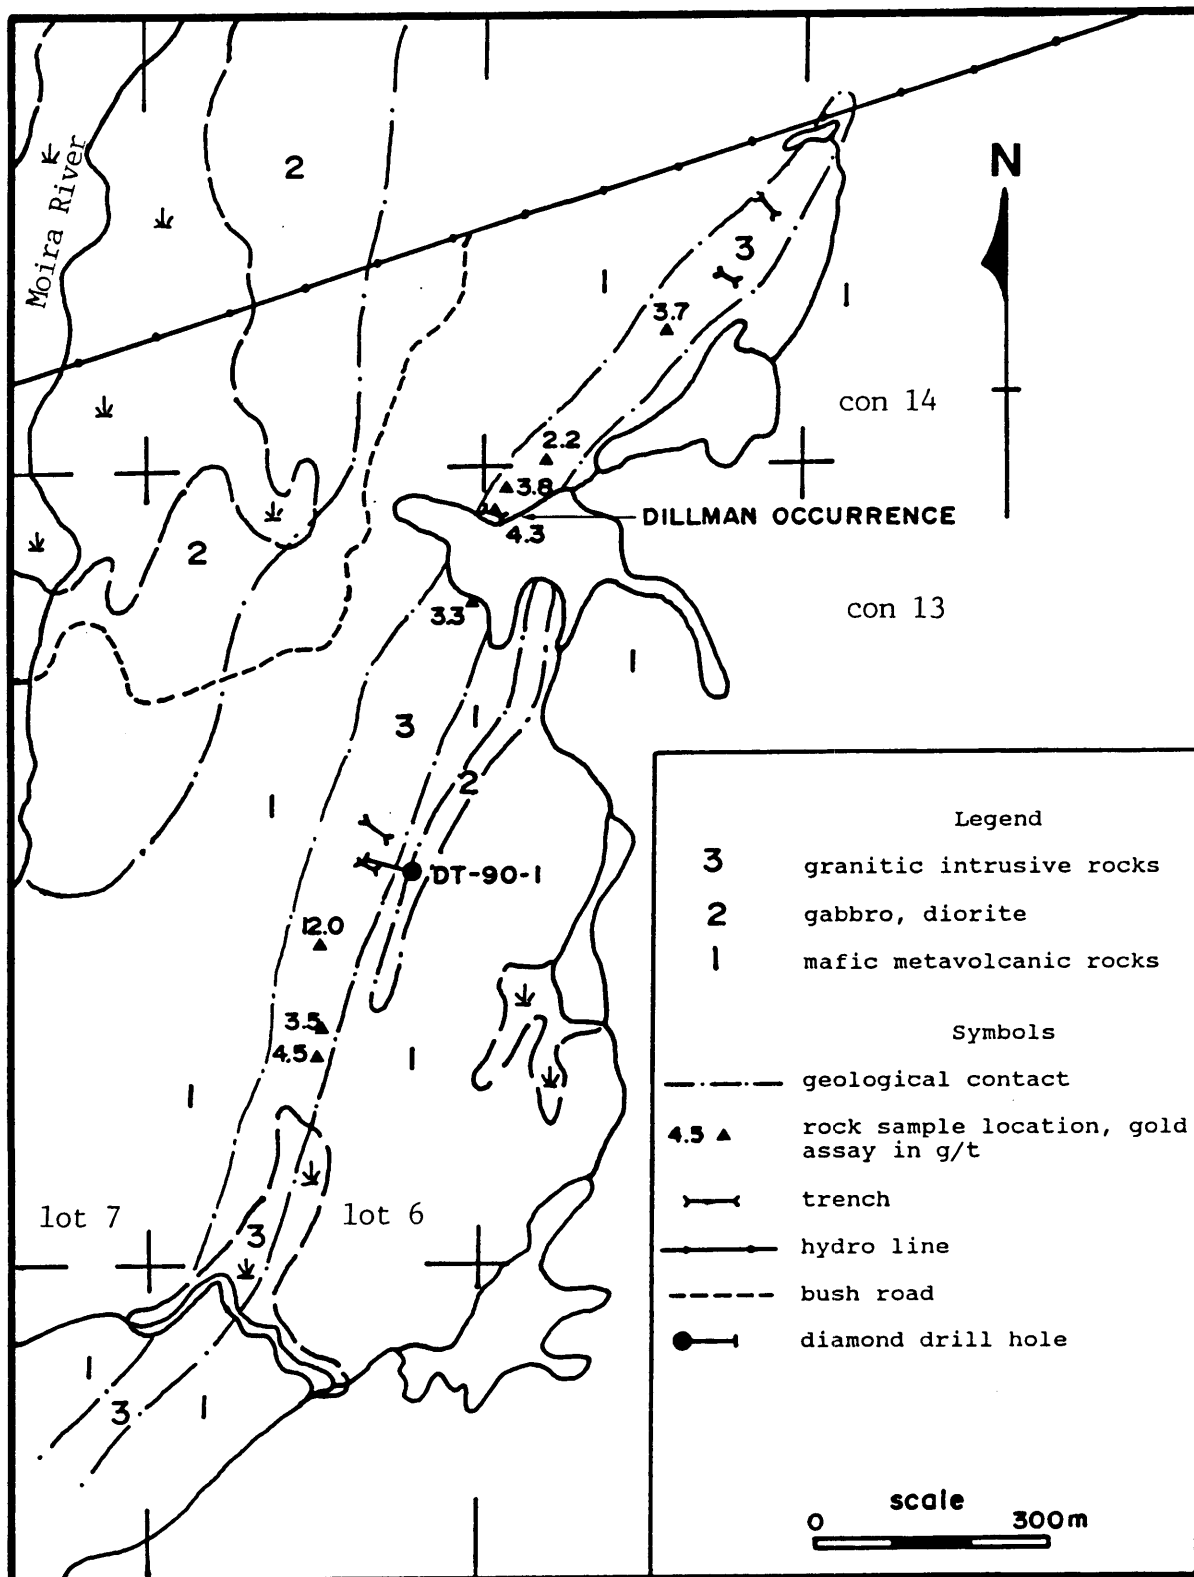 N
2
Moira River
3
1
1
3.7
con 14
2.2
3.8
DILLMAN OCCURRENCE
4.3
2
con 13
3.3
1
3
1
2
1
DT-90-1
12.0
3.5
4.5
1
1
lot 7
lot 6
3
1
3
1
Legend
3 granitic intrusive rocks
2 gabbro, diorite
1 mafic metavolcanic rocks
Symbols
geological contact
4.5 rock sample location, gold
assay in g/t
trench
hydro line
bush road
diamond drill hole
scale
0 300m